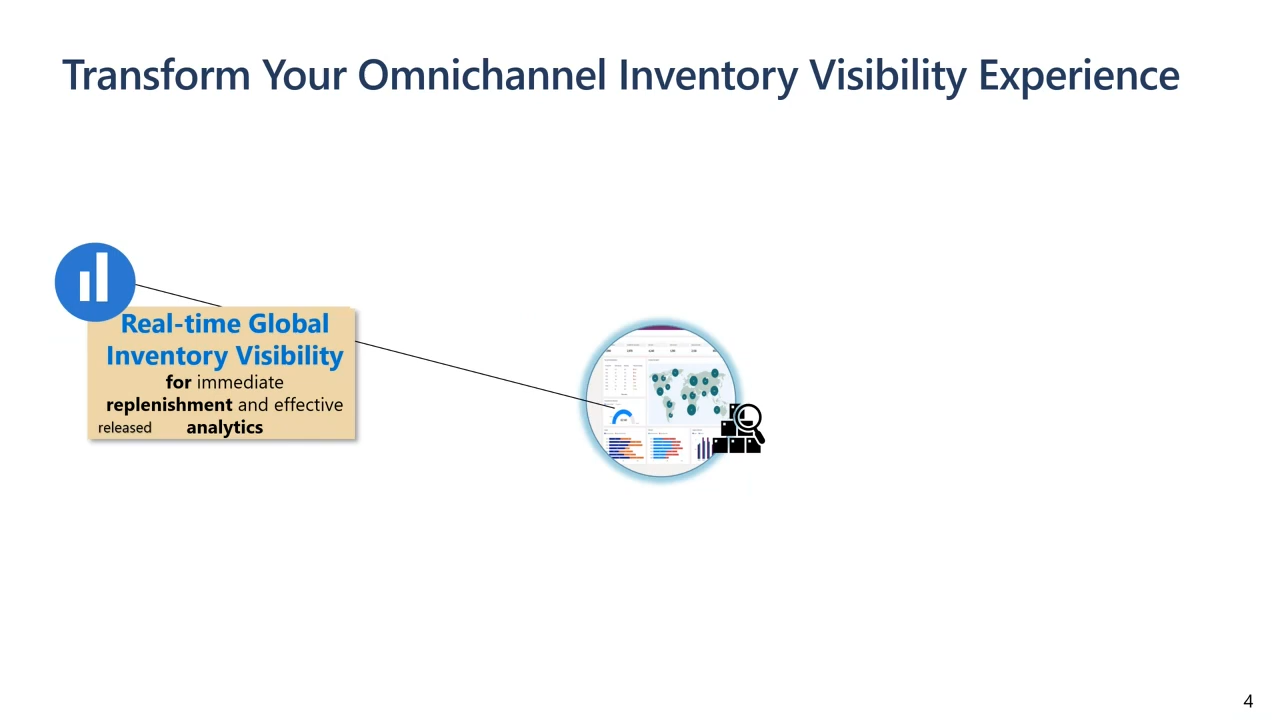 Transform Your Omnichannel Inventory Visibility Experience
Real-time Global
Inventory Visibility
for immediate
replenishment and effective
released analytics
4